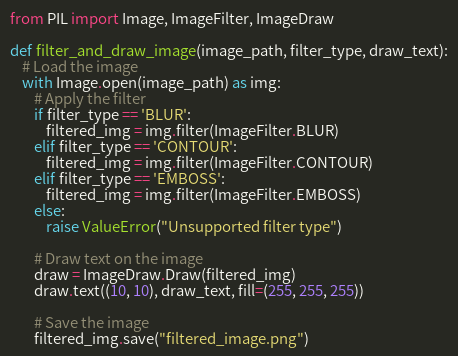 from PIL import Image, ImageFilter, ImageDraw

def filter_and_draw_image(image_path, filter_type, draw_text):
    # Load the image
    with Image.open(image_path) as img:
        # Apply the filter
        if filter_type == 'BLUR':
            filtered_img = img.filter(ImageFilter.BLUR)
        elif filter_type == 'CONTOUR':
            filtered_img = img.filter(ImageFilter.CONTOUR)
        elif filter_type == 'EMBOSS':
            filtered_img = img.filter(ImageFilter.EMBOSS)
        else:
            raise ValueError("Unsupported filter type")

        # Draw text on the image
        draw = ImageDraw.Draw(filtered_img)
        draw.text((10, 10), draw_text, fill=(255, 255, 255))

        # Save the image
        filtered_img.save("filtered_image.png")